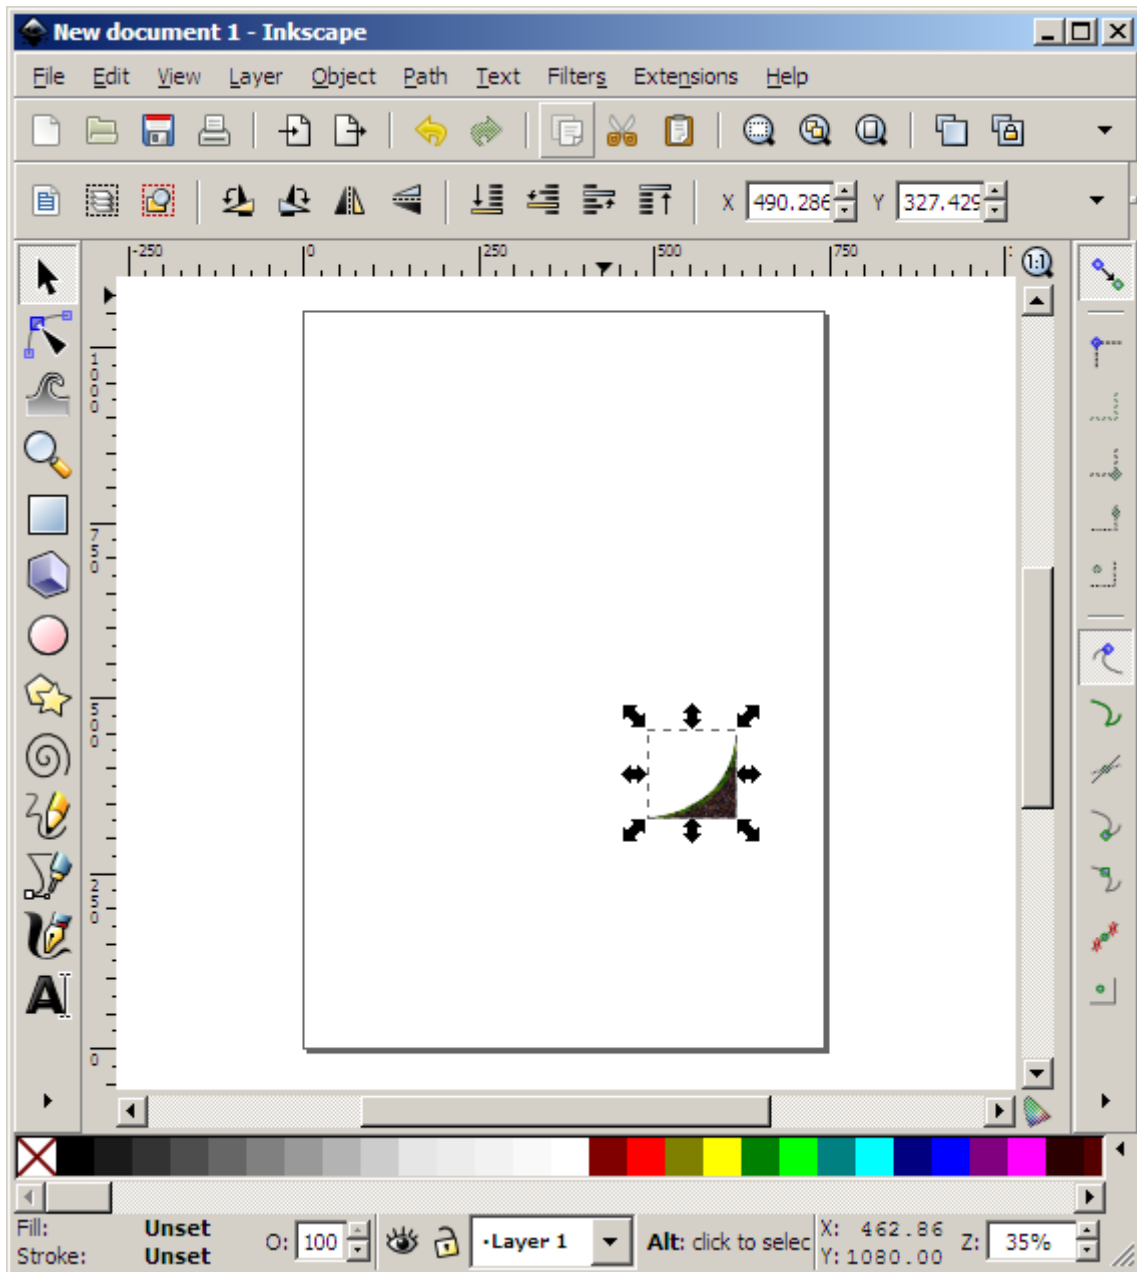 New document 1 - Inkscape
File Edit View Layer Object Path Text Filters Extensions Help
X 490.286 Y 327.429
-250 0 250 500 750
1000
750
500
250
0
Fill: Unset O: 100 •Layer 1 Alt: click to selec X: 462.86 Z: 35%
Stroke: Unset Y: 1080.00